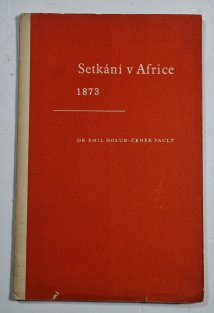 Setkání v Africe
1873
DR EMIL HOLUB - ČENĚK PACLT